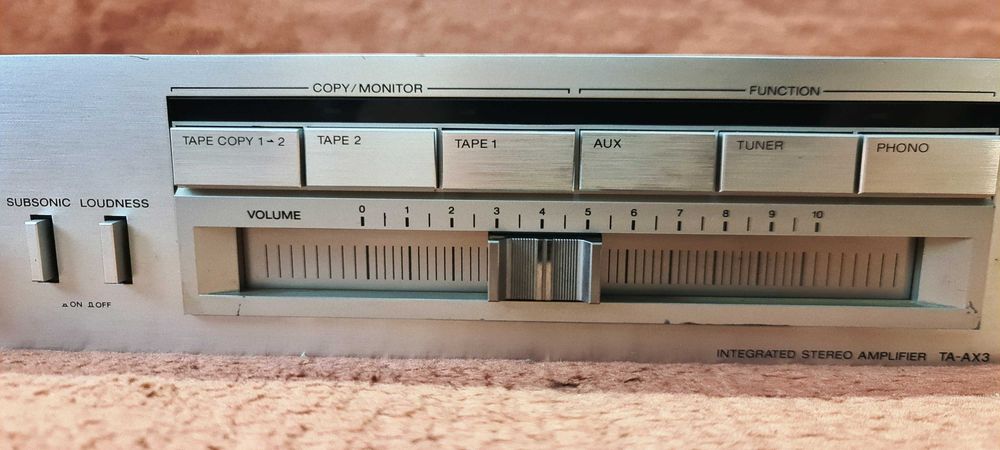 COPY/MONITOR FUNCTION
TAPE COPY 1→2 TAPE 2 TAPE 1 AUX TUNER PHONO
SUBSONIC LOUDNESS
VOLUME 0 1 2 3 4 5 6 7 8 9 10
ON OFF
INTEGRATED STEREO AMPLIFIER TA-AX3